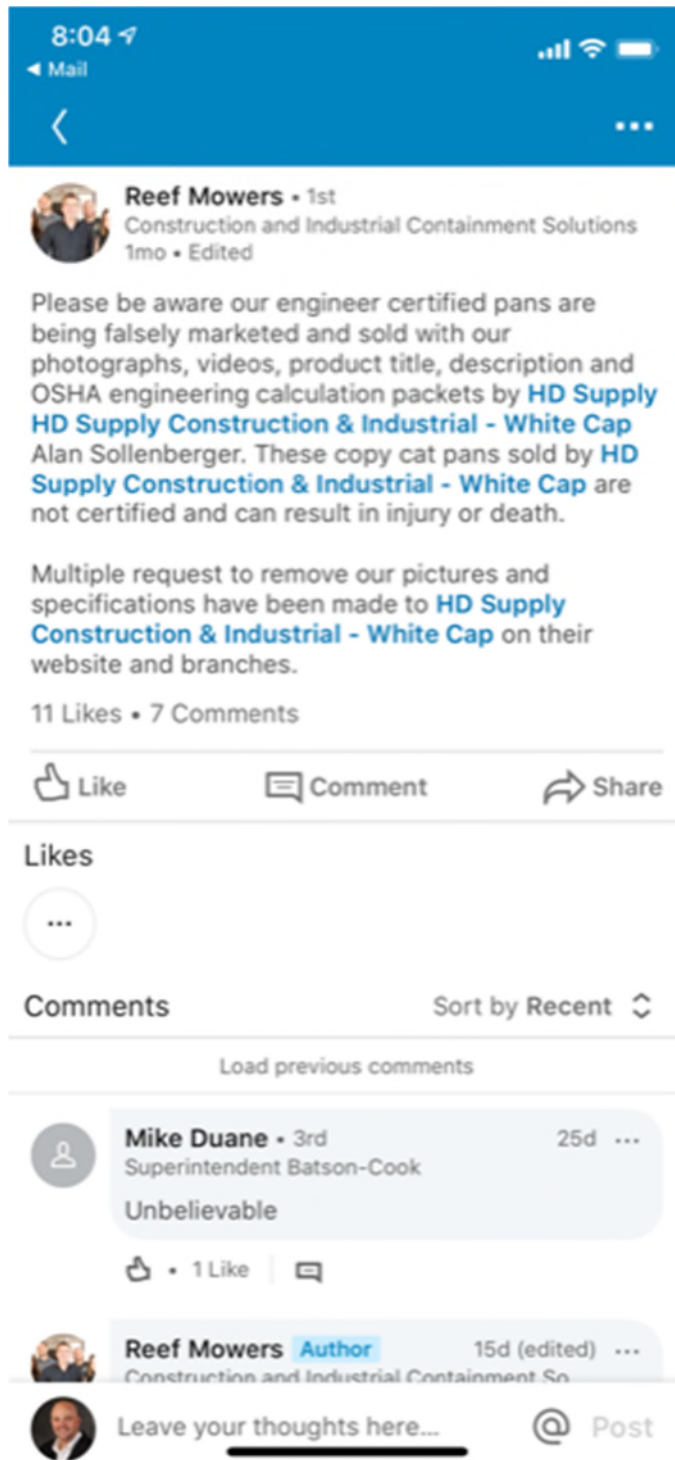 8:04
Mail
Reef Mowers • 1st
Construction and Industrial Containment Solutions
1mo • Edited
Please be aware our engineer certified pans are
being falsely marketed and sold with our
photographs, videos, product title, description and
OSHA engineering calculation packets by HD Supply
HD Supply Construction & Industrial - White Cap
Alan Sollenberger. These copy cat pans sold by HD
Supply Construction & Industrial - White Cap are
not certified and can result in injury or death.
Multiple request to remove our pictures and
specifications have been made to HD Supply
Construction & Industrial - White Cap on their
website and branches.
11 Likes • 7 Comments
Like Comment Share
Likes
Comments Sort by Recent
Load previous comments
Mike Duane • 3rd 25d
Superintendent Batson-Cook
Unbelievable
• 1 Like
Reef Mowers Author 15d (edited)
Construction and Industrial Containment So
Leave your thoughts here... @ Post